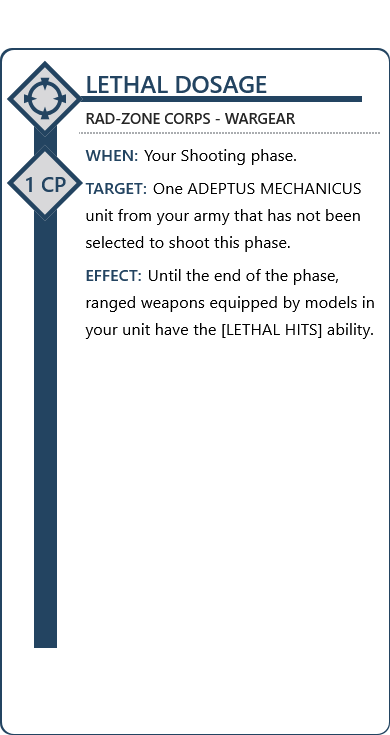 LETHAL DOSAGE
RAD-ZONE CORPS - WARGEAR
WHEN: Your Shooting phase.
1 CP
TARGET: One ADEPTUS MECHANICUS
unit from your army that has not been
selected to shoot this phase.
EFFECT: Until the end of the phase,
ranged weapons equipped by models in
your unit have the [LETHAL HITS] ability.